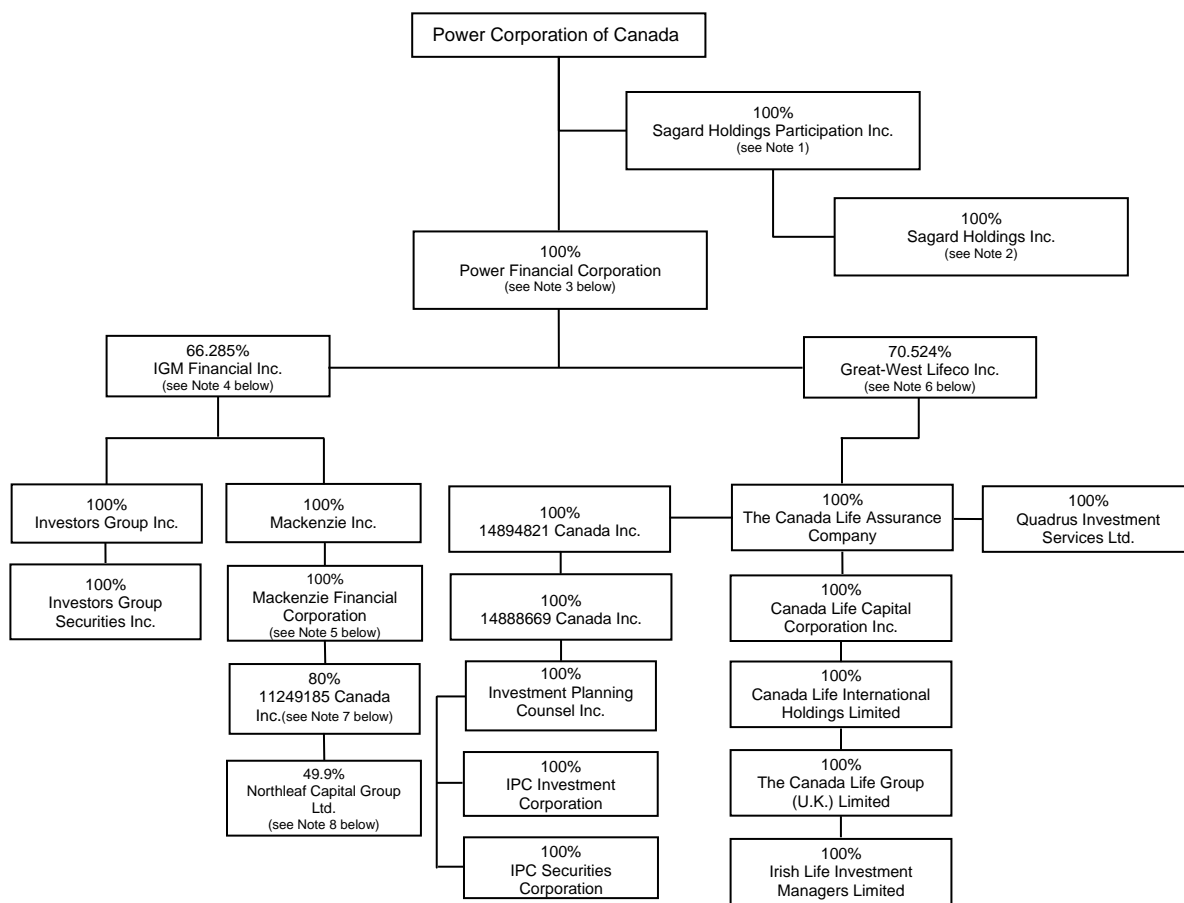 Power Corporation of Canada
100%
Sagard Holdings Participation Inc.
(see Note 1)
100%
Sagard Holdings Inc.
(see Note 2)
100%
Power Financial Corporation
(see Note 3 below)
66.285%
IGM Financial Inc.
(see Note 4 below)
70.524%
Great-West Lifeco Inc.
(see Note 6 below)
100%
Investors Group Inc.
100%
Mackenzie Inc.
100%
14894821 Canada Inc.
100%
The Canada Life Assurance
Company
100%
Quadrus Investment
Services Ltd.
100%
Investors Group
Securities Inc.
100%
Mackenzie Financial
Corporation
(see Note 5 below)
100%
14888669 Canada Inc.
100%
Canada Life Capital
Corporation Inc.
80%
11249185 Canada
Inc.(see Note 7 below)
100%
Investment Planning
Counsel Inc.
100%
Canada Life International
Holdings Limited
49.9%
Northleaf Capital Group
Ltd.
(see Note 8 below)
100%
IPC Investment
Corporation
100%
The Canada Life Group
(U.K.) Limited
100%
IPC Securities
Corporation
100%
Irish Life Investment
Managers Limited